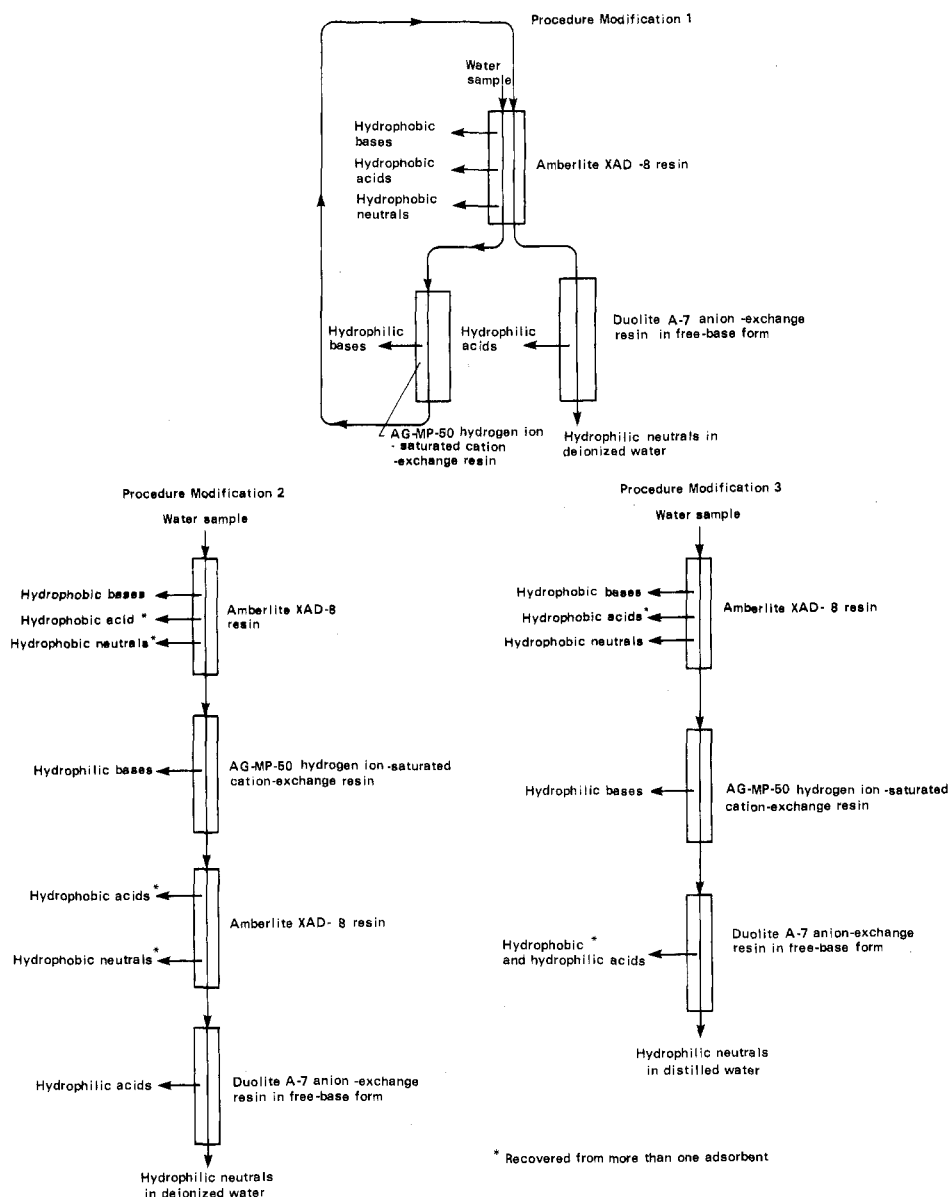 Procedure Modification 1
Water
sample
Hydrophobic
bases
Hydrophobic
acids
Hydrophobic
neutrals
Amberlite XAD -8 resin
Hydrophilic
bases
Hydrophilic
acids
Duolite A-7 anion -exchange
resin in free-base form
AG-MP-50 hydrogen ion
- saturated cation
-exchange resin
Hydrophilic neutrals in
deionized water
Procedure Modification 2
Water sample
Hydrophobic bases
Hydrophobic acid *
Hydrophobic neutrals*
Amberlite XAD-8
resin
Hydrophilic bases
AG-MP-50 hydrogen ion -saturated
cation-exchange resin
Hydrophobic acids*
Hydrophobic neutrals*
Amberlite XAD- 8 resin
Hydrophilic acids
Duolite A-7 anion -exchange
resin in free-base form
Hydrophilic neutrals
in deionized water
Procedure Modification 3
Water sample
Hydrophobic bases
Hydrophobic acids*
Hydrophobic neutrals
Amberlite XAD- 8 resin
Hydrophilic bases
AG-MP-50 hydrogen ion -saturated
cation-exchange resin
Hydrophobic *
and hydrophilic acids
Duolite A-7 anion-exchange
resin in free-base form
Hydrophilic neutrals
in distilled water
* Recovered from more than one adsorbent